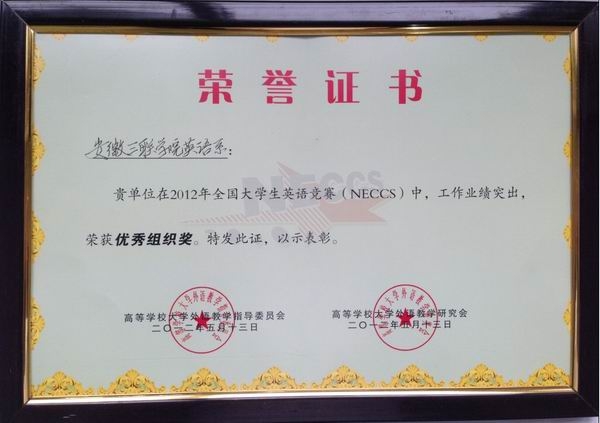 荣誉证书
安徽三联学院英语系:
NECCS
贵单位在2012年全国大学生英语竞赛（NECCS）中，工作业绩突出，
荣获优秀组织奖。特发此证，以示表彰。
高等学校大学外语教学指导委员会
二〇一二年五月十三日
高等学校大学外语教学研究会
二〇一二年五月十三日